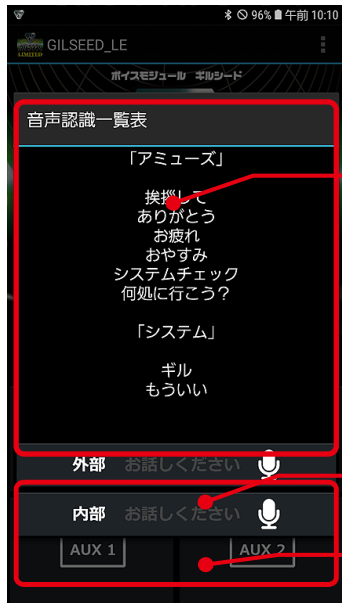 96% 午前 10:10
GILSEED_LE
LIMITED
ボイスモジュール ギルシード
音声認識一覧表
「アミューズ」
挨拶して
ありがとう
お疲れ
おやすみ
システムチェック
何処に行こう？
「システム」
ギル
もういい
外部 お話しください
内部 お話しください
AUX 1 AUX 2